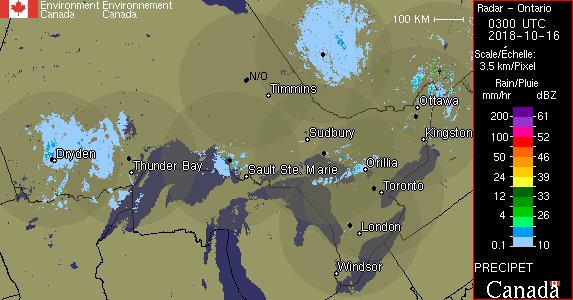 Environment Environnement
Canada Canada
100 KM
N/O
Timmins
Ottawa
Sudbury
Kingston
Dryden
Thunder Bay
Sault Ste. Marie
Orillia
Toronto
London
Windsor
Radar - Ontario
0300 UTC
2018-10-16
Scale/Échelle:
3.5 km/Pixel
Rain/Pluie
mm/hr dBZ
200 61
100 52
50 46
24 39
12 33
4 26
0.1 10
PRECIPET
Canada